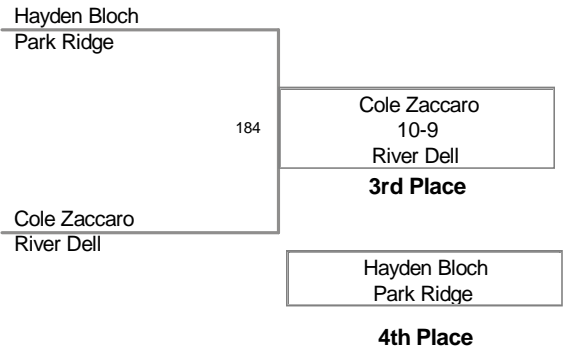 Hayden Bloch
Park Ridge
184
Cole Zaccaro
10-9
River Dell
3rd Place
Cole Zaccaro
River Dell
Hayden Bloch
Park Ridge
4th Place